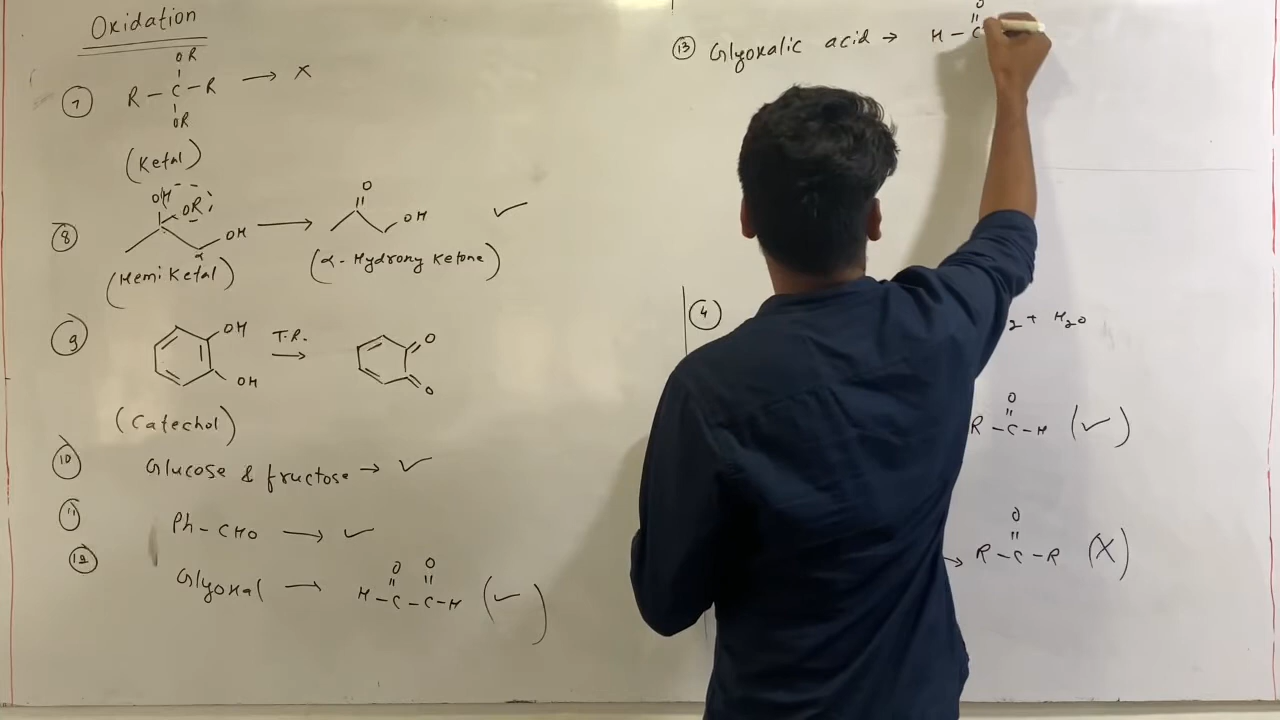 Oxidation
7
OR
R - C - R → X
OR
(Ketal)
8
OH OR OH α → O OH ✓
(Hemi Ketal) (α - Hydroxy Ketone)
9
OH OH T.R. → O O
(Catechol)
10 Glucose & fructose → ✓
11 Ph - CHO → ✓
12 Glyoxal → H - C - C - H (✓)
O O
13 Glyoxalic acid → H - C
O
4 2 + H2O
O
R - C - H (✓)
O
→ R - C - R (X)